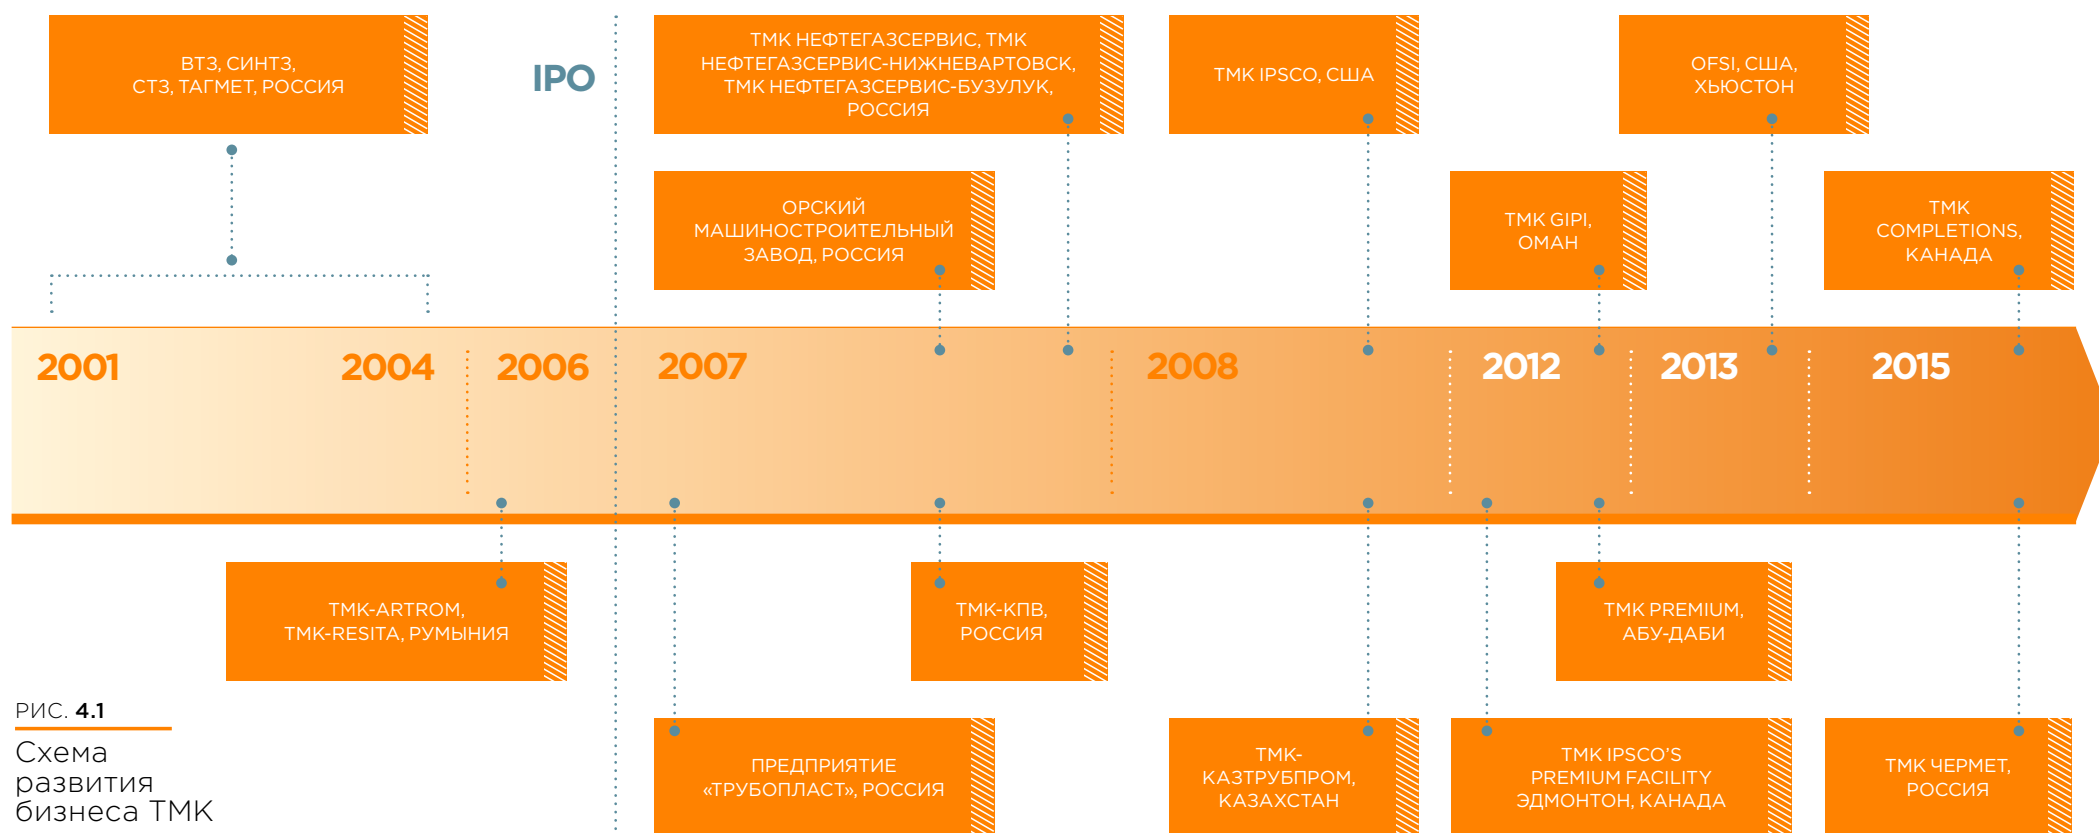 ВТЗ, СИНТЗ,
СТЗ, ТАГМЕТ, РОССИЯ
IPO
ТМК НЕФТЕГАЗСЕРВИС, ТМК
НЕФТЕГАЗСЕРВИС-НИЖНЕВАРТОВСК,
ТМК НЕФТЕГАЗСЕРВИС-БУЗУЛУК,
РОССИЯ
ТМК IPSCO, США
OFSI, США,
ХЬЮСТОН
ОРСКИЙ
МАШИНОСТРОИТЕЛЬНЫЙ
ЗАВОД, РОССИЯ
ТМК GIPI,
ОМАН
ТМК
COMPLETIONS,
КАНАДА
2001
2004
2006
2007
2008
2012
2013
2015
ТМК-ARTROM,
ТМК-RESITA, РУМЫНИЯ
ТМК-КПВ,
РОССИЯ
ТМК PREMIUM,
АБУ-ДАБИ
ПРЕДПРИЯТИЕ
«ТРУБОПЛАСТ», РОССИЯ
ТМК-
КАЗТРУБПРОМ,
КАЗАХСТАН
TMK IPSCO’S
PREMIUM FACILITY
ЭДМОНТОН, КАНАДА
ТМК ЧЕРМЕТ,
РОССИЯ
РИС. 4.1
Схема
развития
бизнеса ТМК